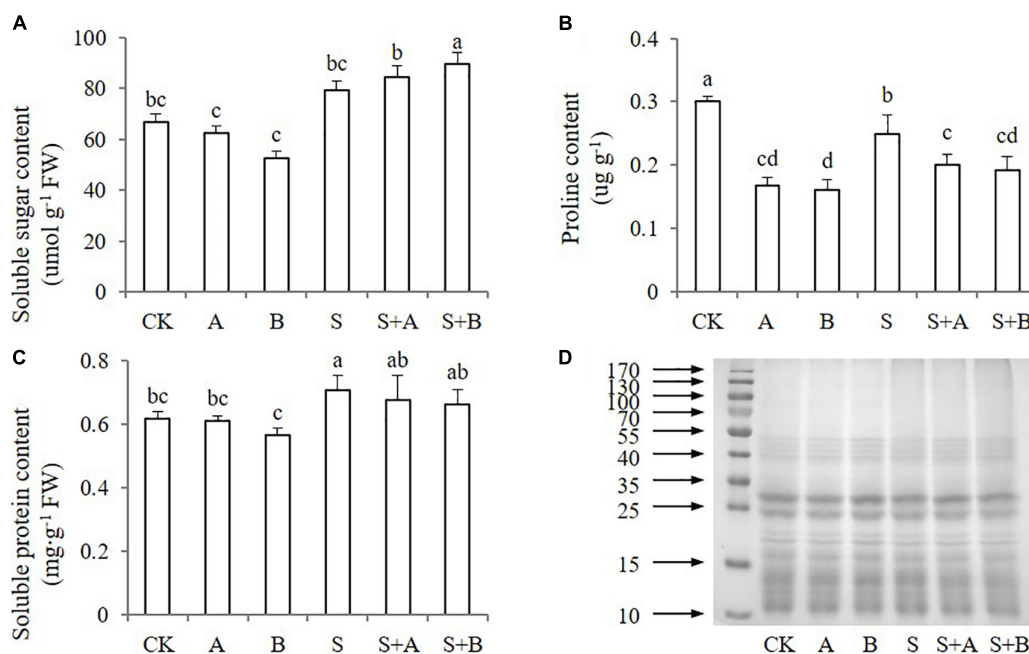 A
Soluble sugar content
(umol g⁻¹ FW)
100
80
60
40
20
0
bc
c
c
bc
b
a
CK A B S S+A S+B
B
Proline content
(ug g⁻¹)
0.4
0.3
0.2
0.1
0
a
cd
d
b
c
cd
CK A B S S+A S+B
C
Soluble protein content
(mg·g⁻¹ FW)
0.8
0.6
0.4
0.2
0
bc
bc
c
a
ab
ab
CK A B S S+A S+B
D
170
130
100
70
55
40
35
25
15
10
CK A B S S+A S+B